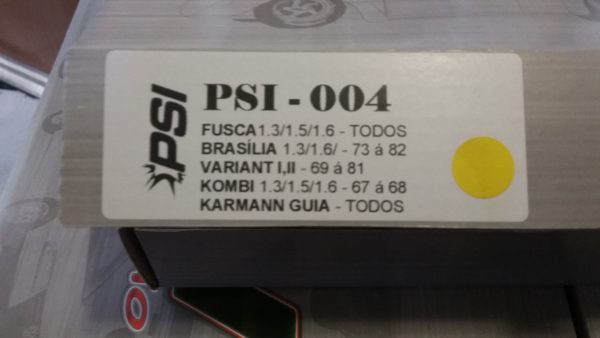 PSI
PSI - 004
FUSCA 1.3/1.5/1.6 - TODOS
BRASÍLIA 1.3/1.6/ - 73 á 82
VARIANT I,II - 69 á 81
KOMBI 1.3/1.5/1.6 - 67 á 68
KARMANN GUIA - TODOS